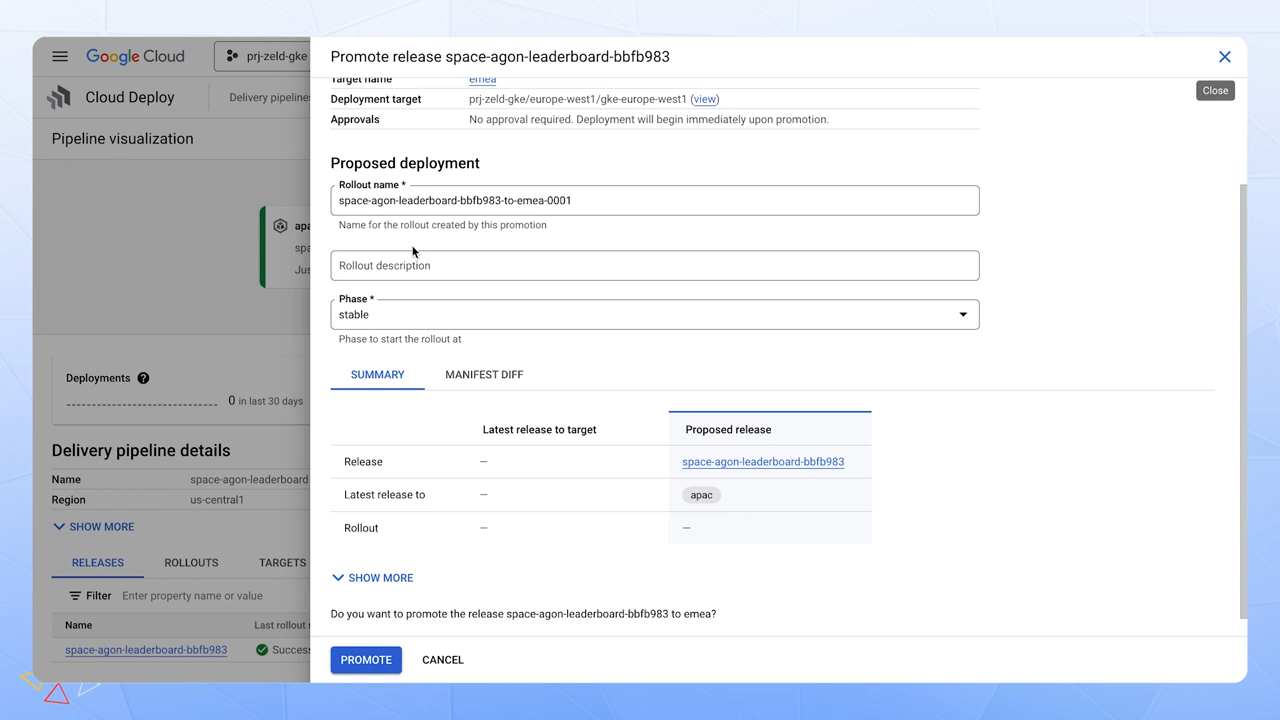 Google Cloud
prj-zeld-gke
Cloud Deploy
Delivery pipelines
Pipeline visualization
apa
spa
Jus
Deployments
0 in last 30 days
Delivery pipeline details
Name space-agon-leaderboard
Region us-central1
SHOW MORE
RELEASES ROLLOUTS TARGETS
Filter Enter property name or value
Name Last rollout s
space-agon-leaderboard-bbfb983 Success
Promote release space-agon-leaderboard-bbfb983
Close
Target name emea
Deployment target prj-zeld-gke/europe-west1/gke-europe-west1 (view)
Approvals No approval required. Deployment will begin immediately upon promotion.
Proposed deployment
Rollout name *
space-agon-leaderboard-bbfb983-to-emea-0001
Name for the rollout created by this promotion
Rollout description
Phase *
stable
Phase to start the rollout at
SUMMARY MANIFEST DIFF
Latest release to target Proposed release
Release — space-agon-leaderboard-bbfb983
Latest release to — apac
Rollout — —
SHOW MORE
Do you want to promote the release space-agon-leaderboard-bbfb983 to emea?
PROMOTE CANCEL